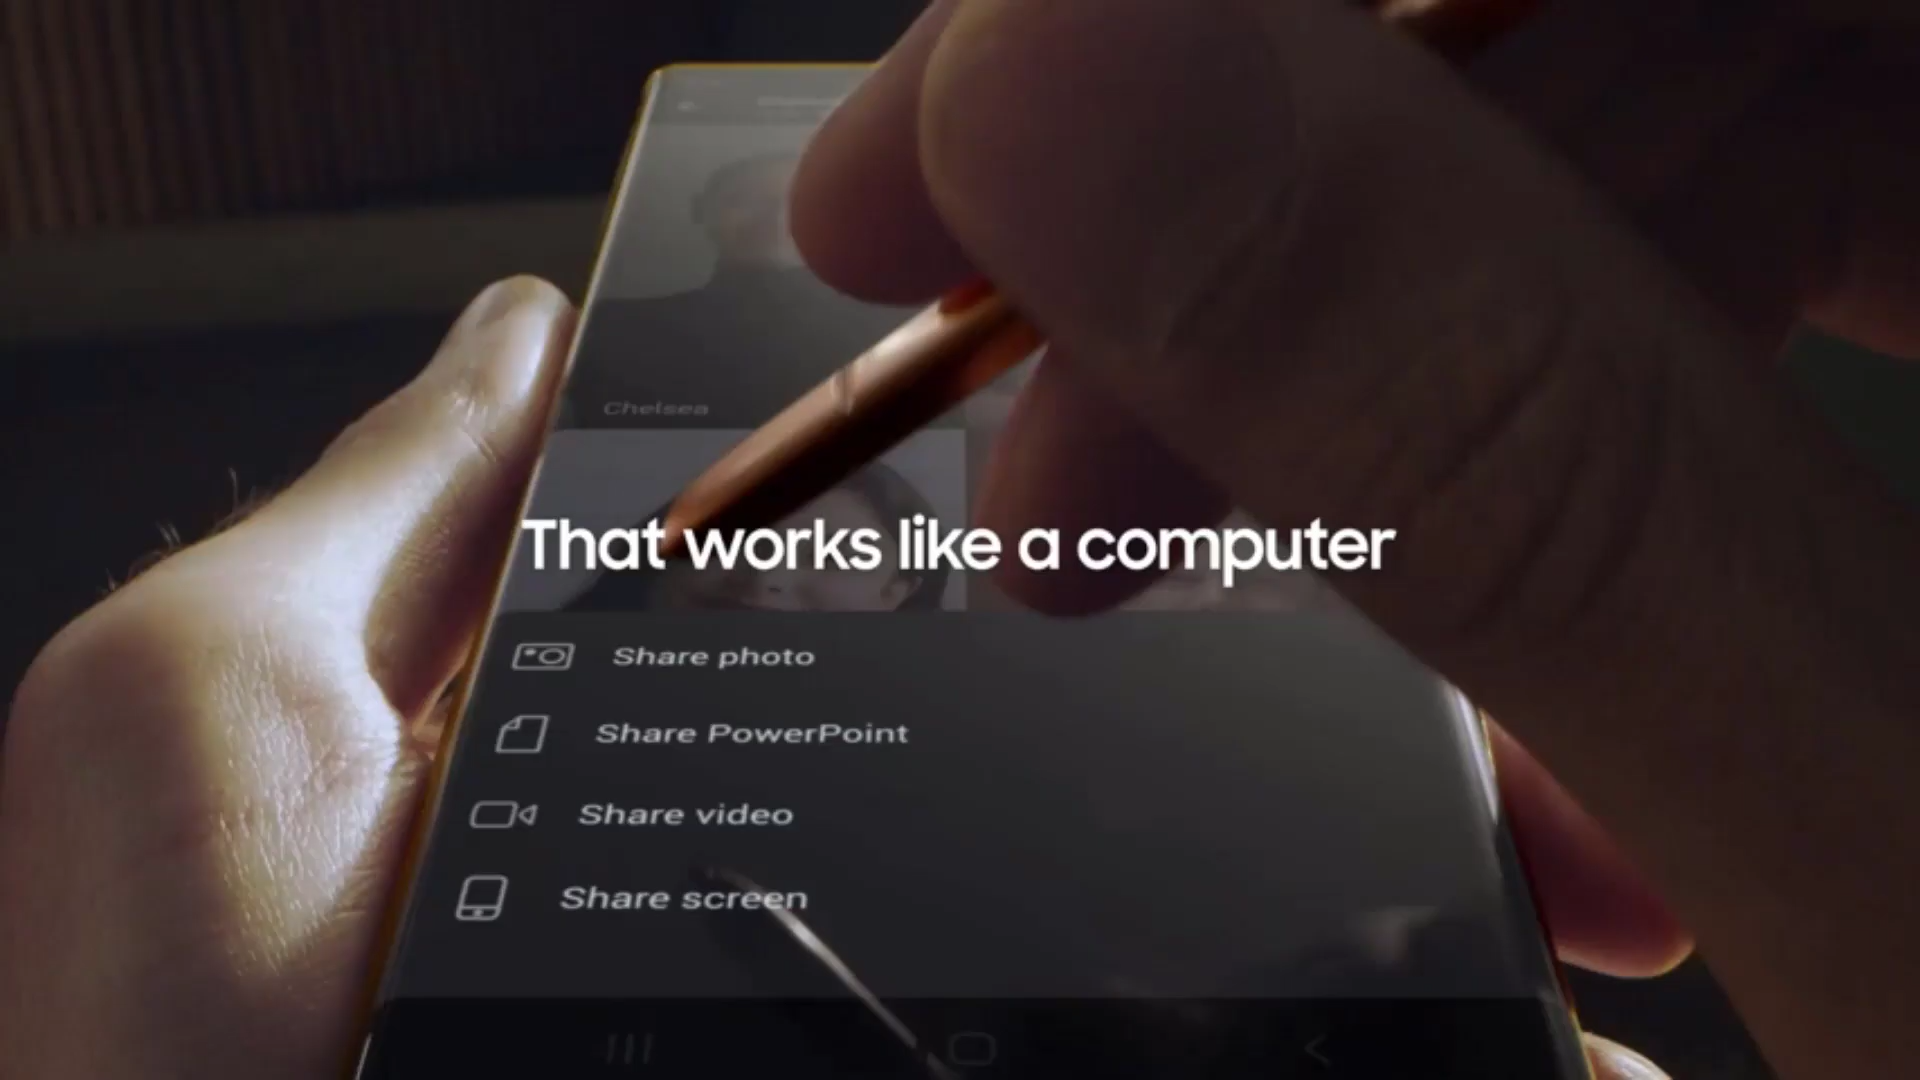 Chelsea
That works like a computer
Share photo
Share PowerPoint
Share video
Share screen